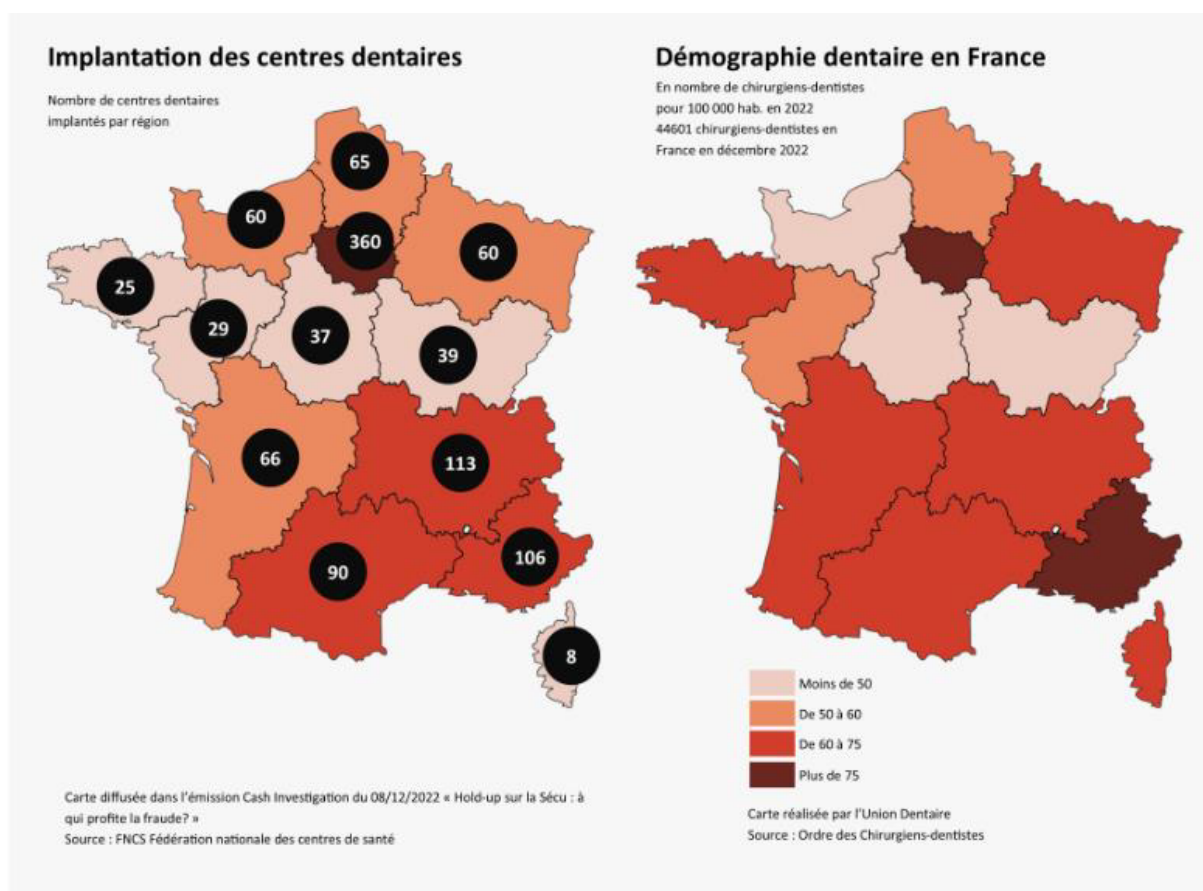 Implantation des centres dentaires
Nombre de centres dentaires
implantés par région
65
60
360
60
25
29
37
39
66
113
90
106
8
Carte diffusée dans l'émission Cash Investigation du 08/12/2022 « Hold-up sur la Sécu : à
qui profite la fraude? »
Source : FNCS Fédération nationale des centres de santé
Démographie dentaire en France
En nombre de chirurgiens-dentistes
pour 100 000 hab. en 2022
44601 chirurgiens-dentistes en
France en décembre 2022
Moins de 50
De 50 à 60
De 60 à 75
Plus de 75
Carte réalisée par l'Union Dentaire
Source : Ordre des Chirurgiens-dentistes